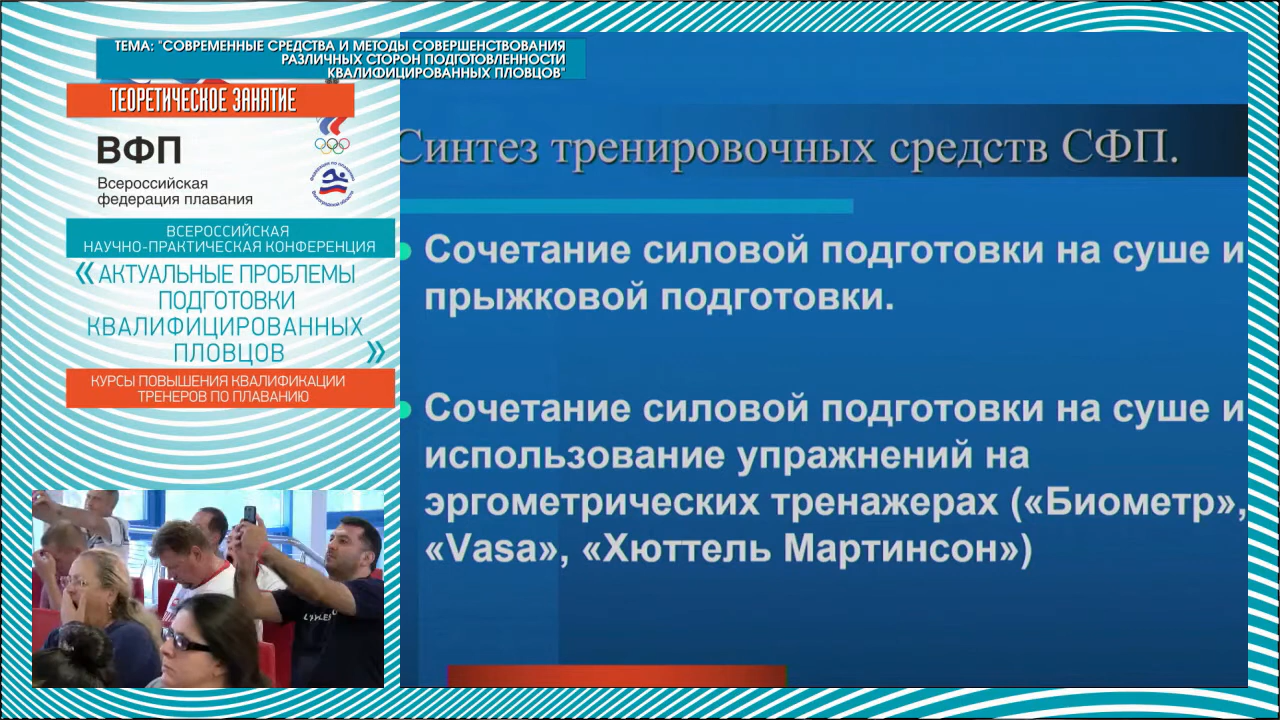 ТЕМА: "СОВРЕМЕННЫЕ СРЕДСТВА И МЕТОДЫ СОВЕРШЕНСТВОВАНИЯ
РАЗЛИЧНЫХ СТОРОН ПОДГОТОВЛЕННОСТИ
КВАЛИФИЦИРОВАННЫХ ПЛОВЦОВ"
ТЕОРЕТИЧЕСКОЕ ЗАНЯТИЕ
ВФП
Всероссийская
федерация плавания
ВСЕРОССИЙСКАЯ
НАУЧНО-ПРАКТИЧЕСКАЯ КОНФЕРЕНЦИЯ
«АКТУАЛЬНЫЕ ПРОБЛЕМЫ
ПОДГОТОВКИ
КВАЛИФИЦИРОВАННЫХ
ПЛОВЦОВ»
КУРСЫ ПОВЫШЕНИЯ КВАЛИФИКАЦИИ
ТРЕНЕРОВ ПО ПЛАВАНИЮ
Синтез тренировочных средств СФП.
Сочетание силовой подготовки на суше и
прыжковой подготовки.
Сочетание силовой подготовки на суше и
использование упражнений на
эргометрических тренажерах («Биометр»,
«Vasa», «Хюттель Мартинсон»)